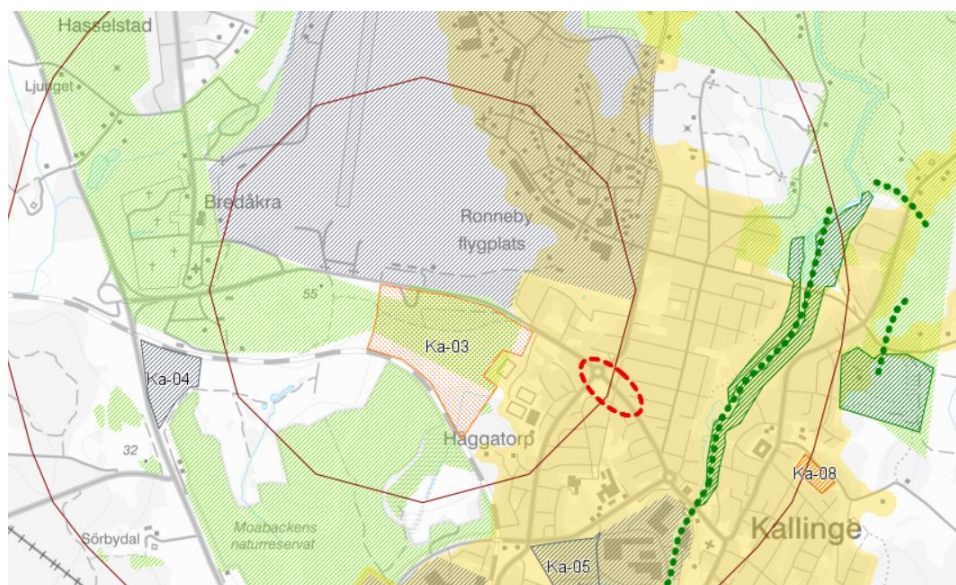 Hasselstad
Ljunget
Bredåkra
Ronneby
flygplats
55
Ka-03
Ka-04
Häggatorp
32
Ka-08
Sörbydal
Moabackens
naturreservat
Kallinge
Ka-05